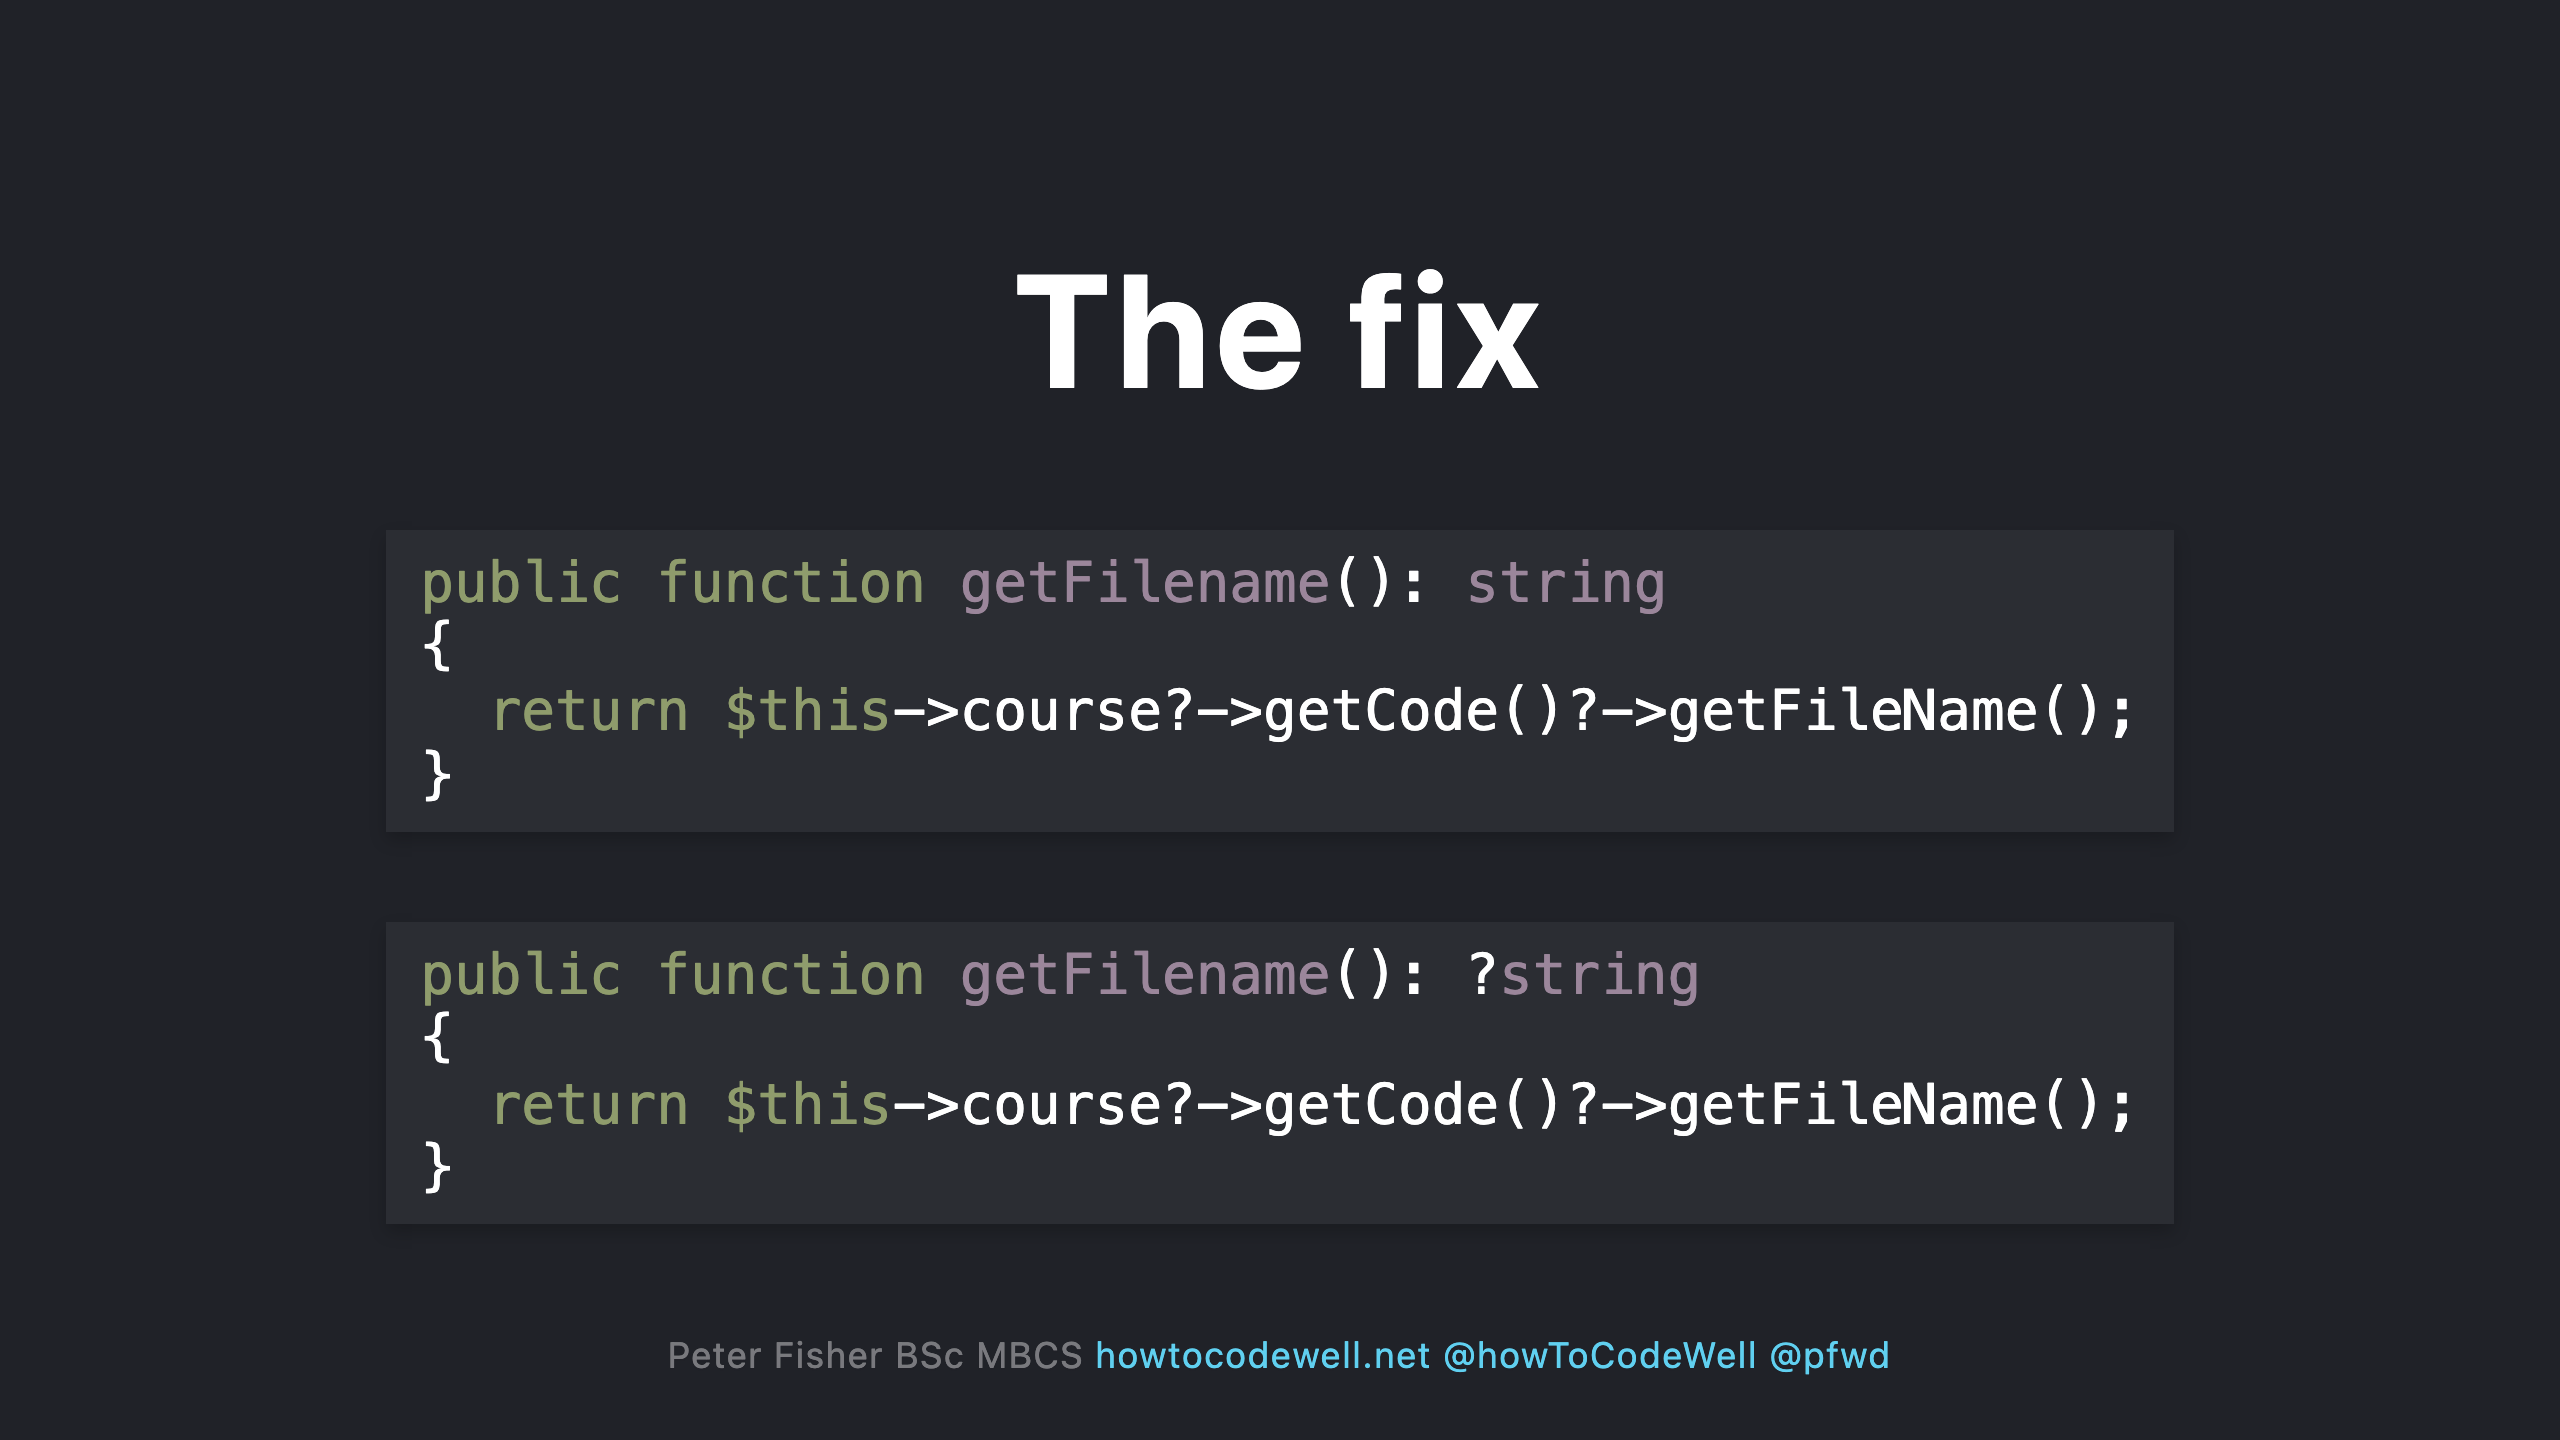 The fix
public function getFilename(): string
{
  return $this->course?->getCode()?->getFileName();
}
public function getFilename(): ?string
{
  return $this->course?->getCode()?->getFileName();
}
Peter Fisher BSc MBCS howtocodewell.net @howToCodeWell @pfwd